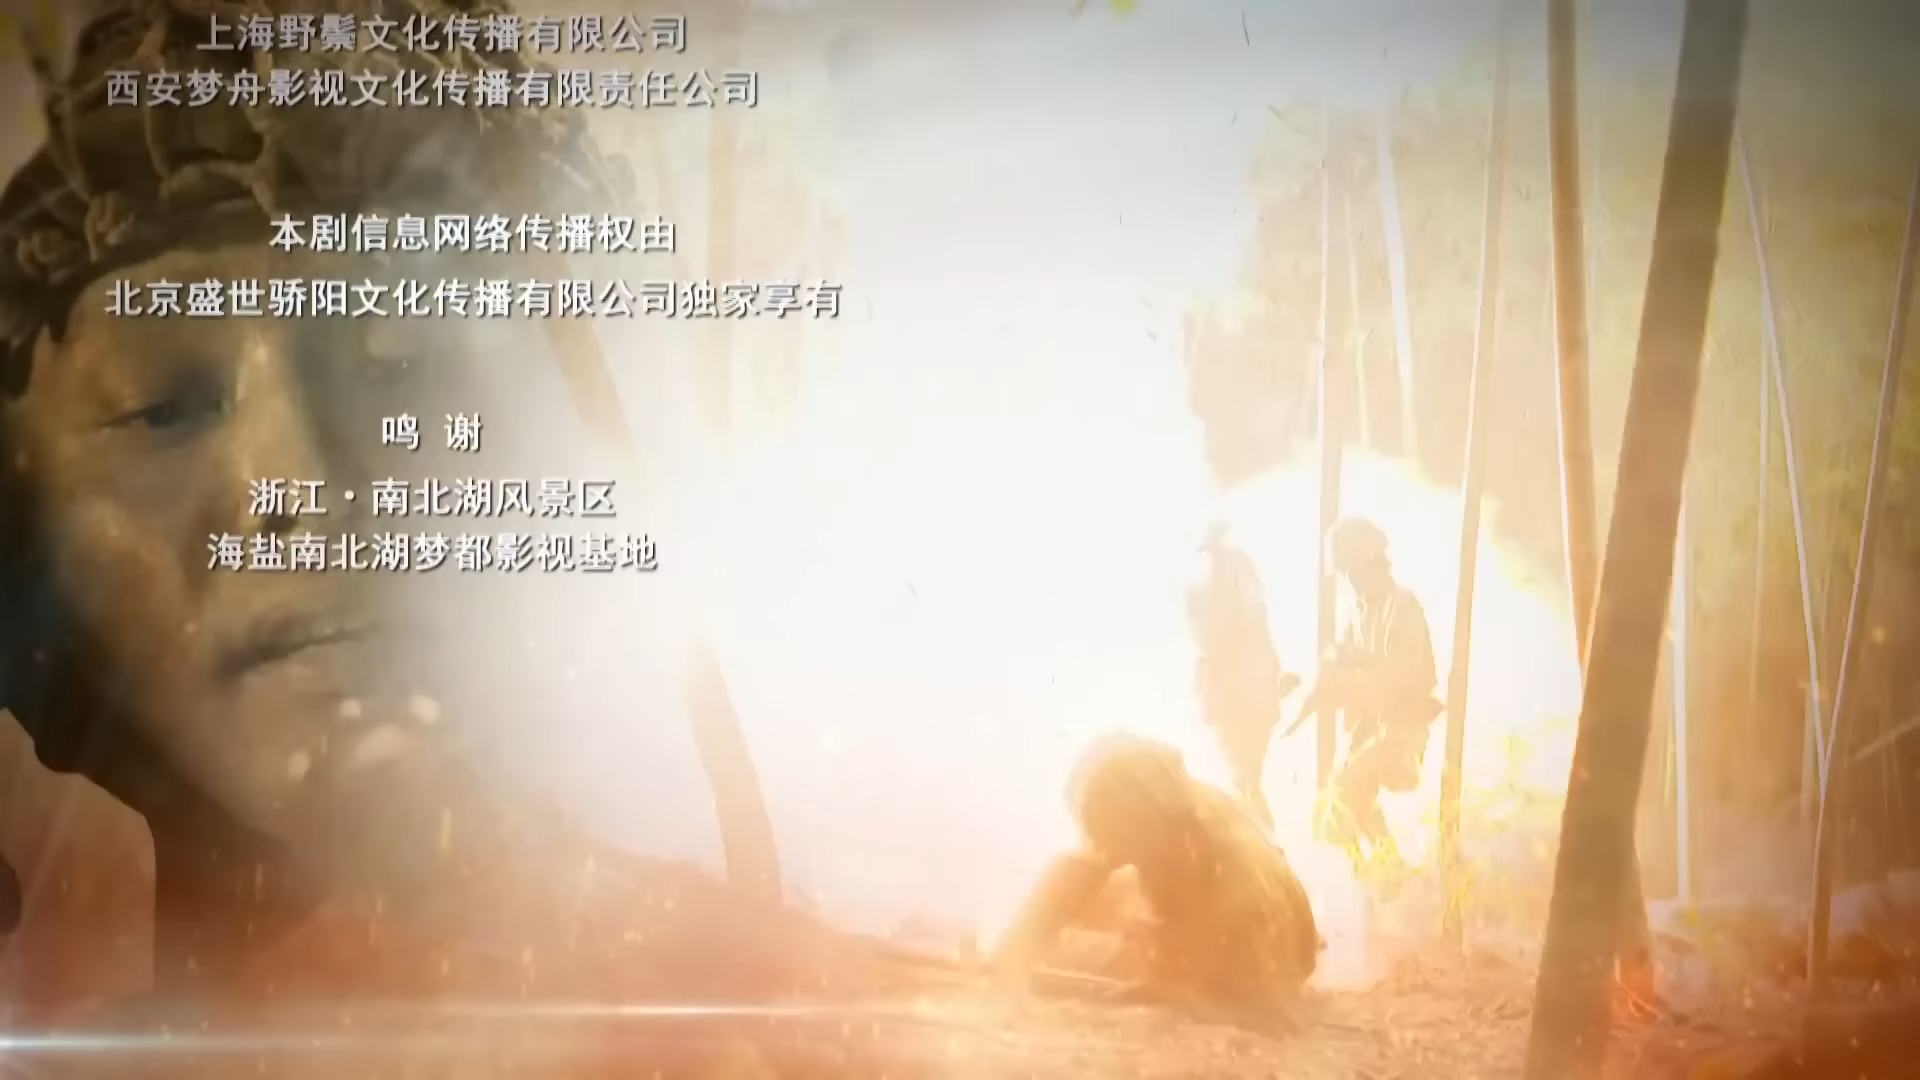 上海野鬃文化传播有限公司
西安梦舟影视文化传播有限责任公司
本剧信息网络传播权由
北京盛世骄阳文化传播有限公司独家享有
鸣 谢
浙江·南北湖风景区
海盐南北湖梦都影视基地